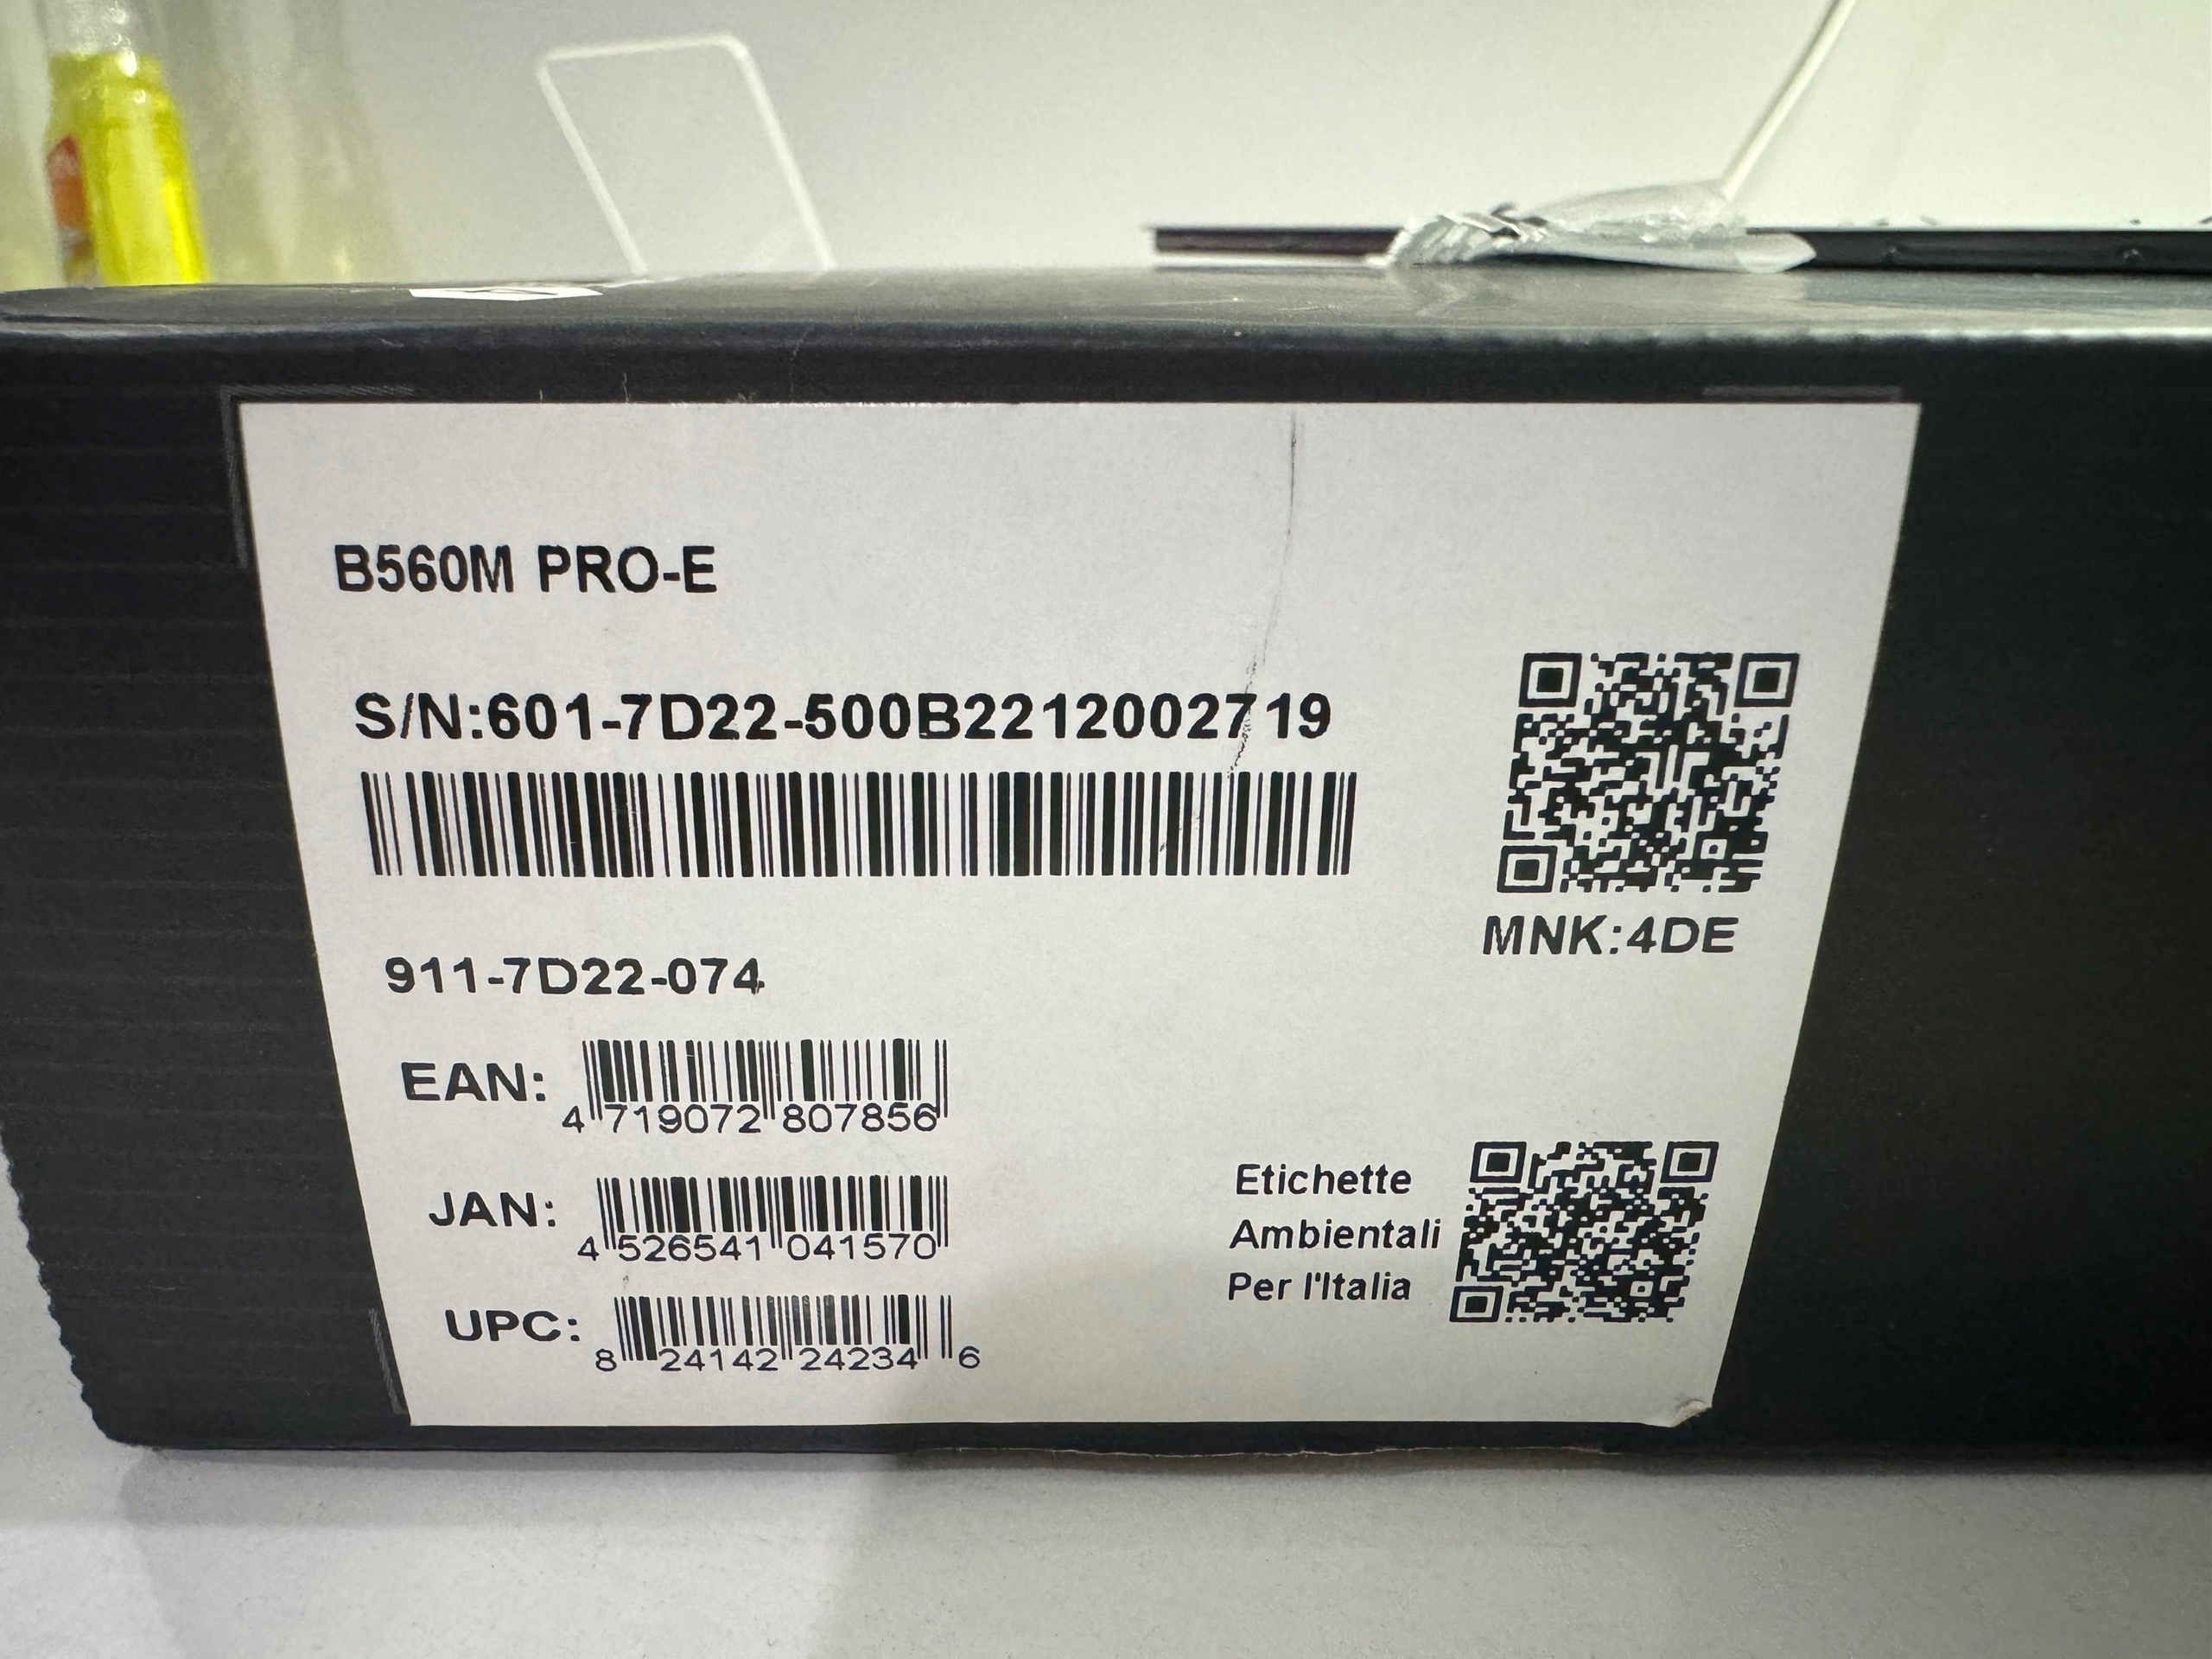 B560M PRO-E
S/N:601-7D22-500B2212002719
MNK:4DE
911-7D22-074
EAN:
4 719072 807856
JAN:
4 526541 041570
UPC:
8 24142 24234 6
Etichette
Ambientali
Per l'Italia